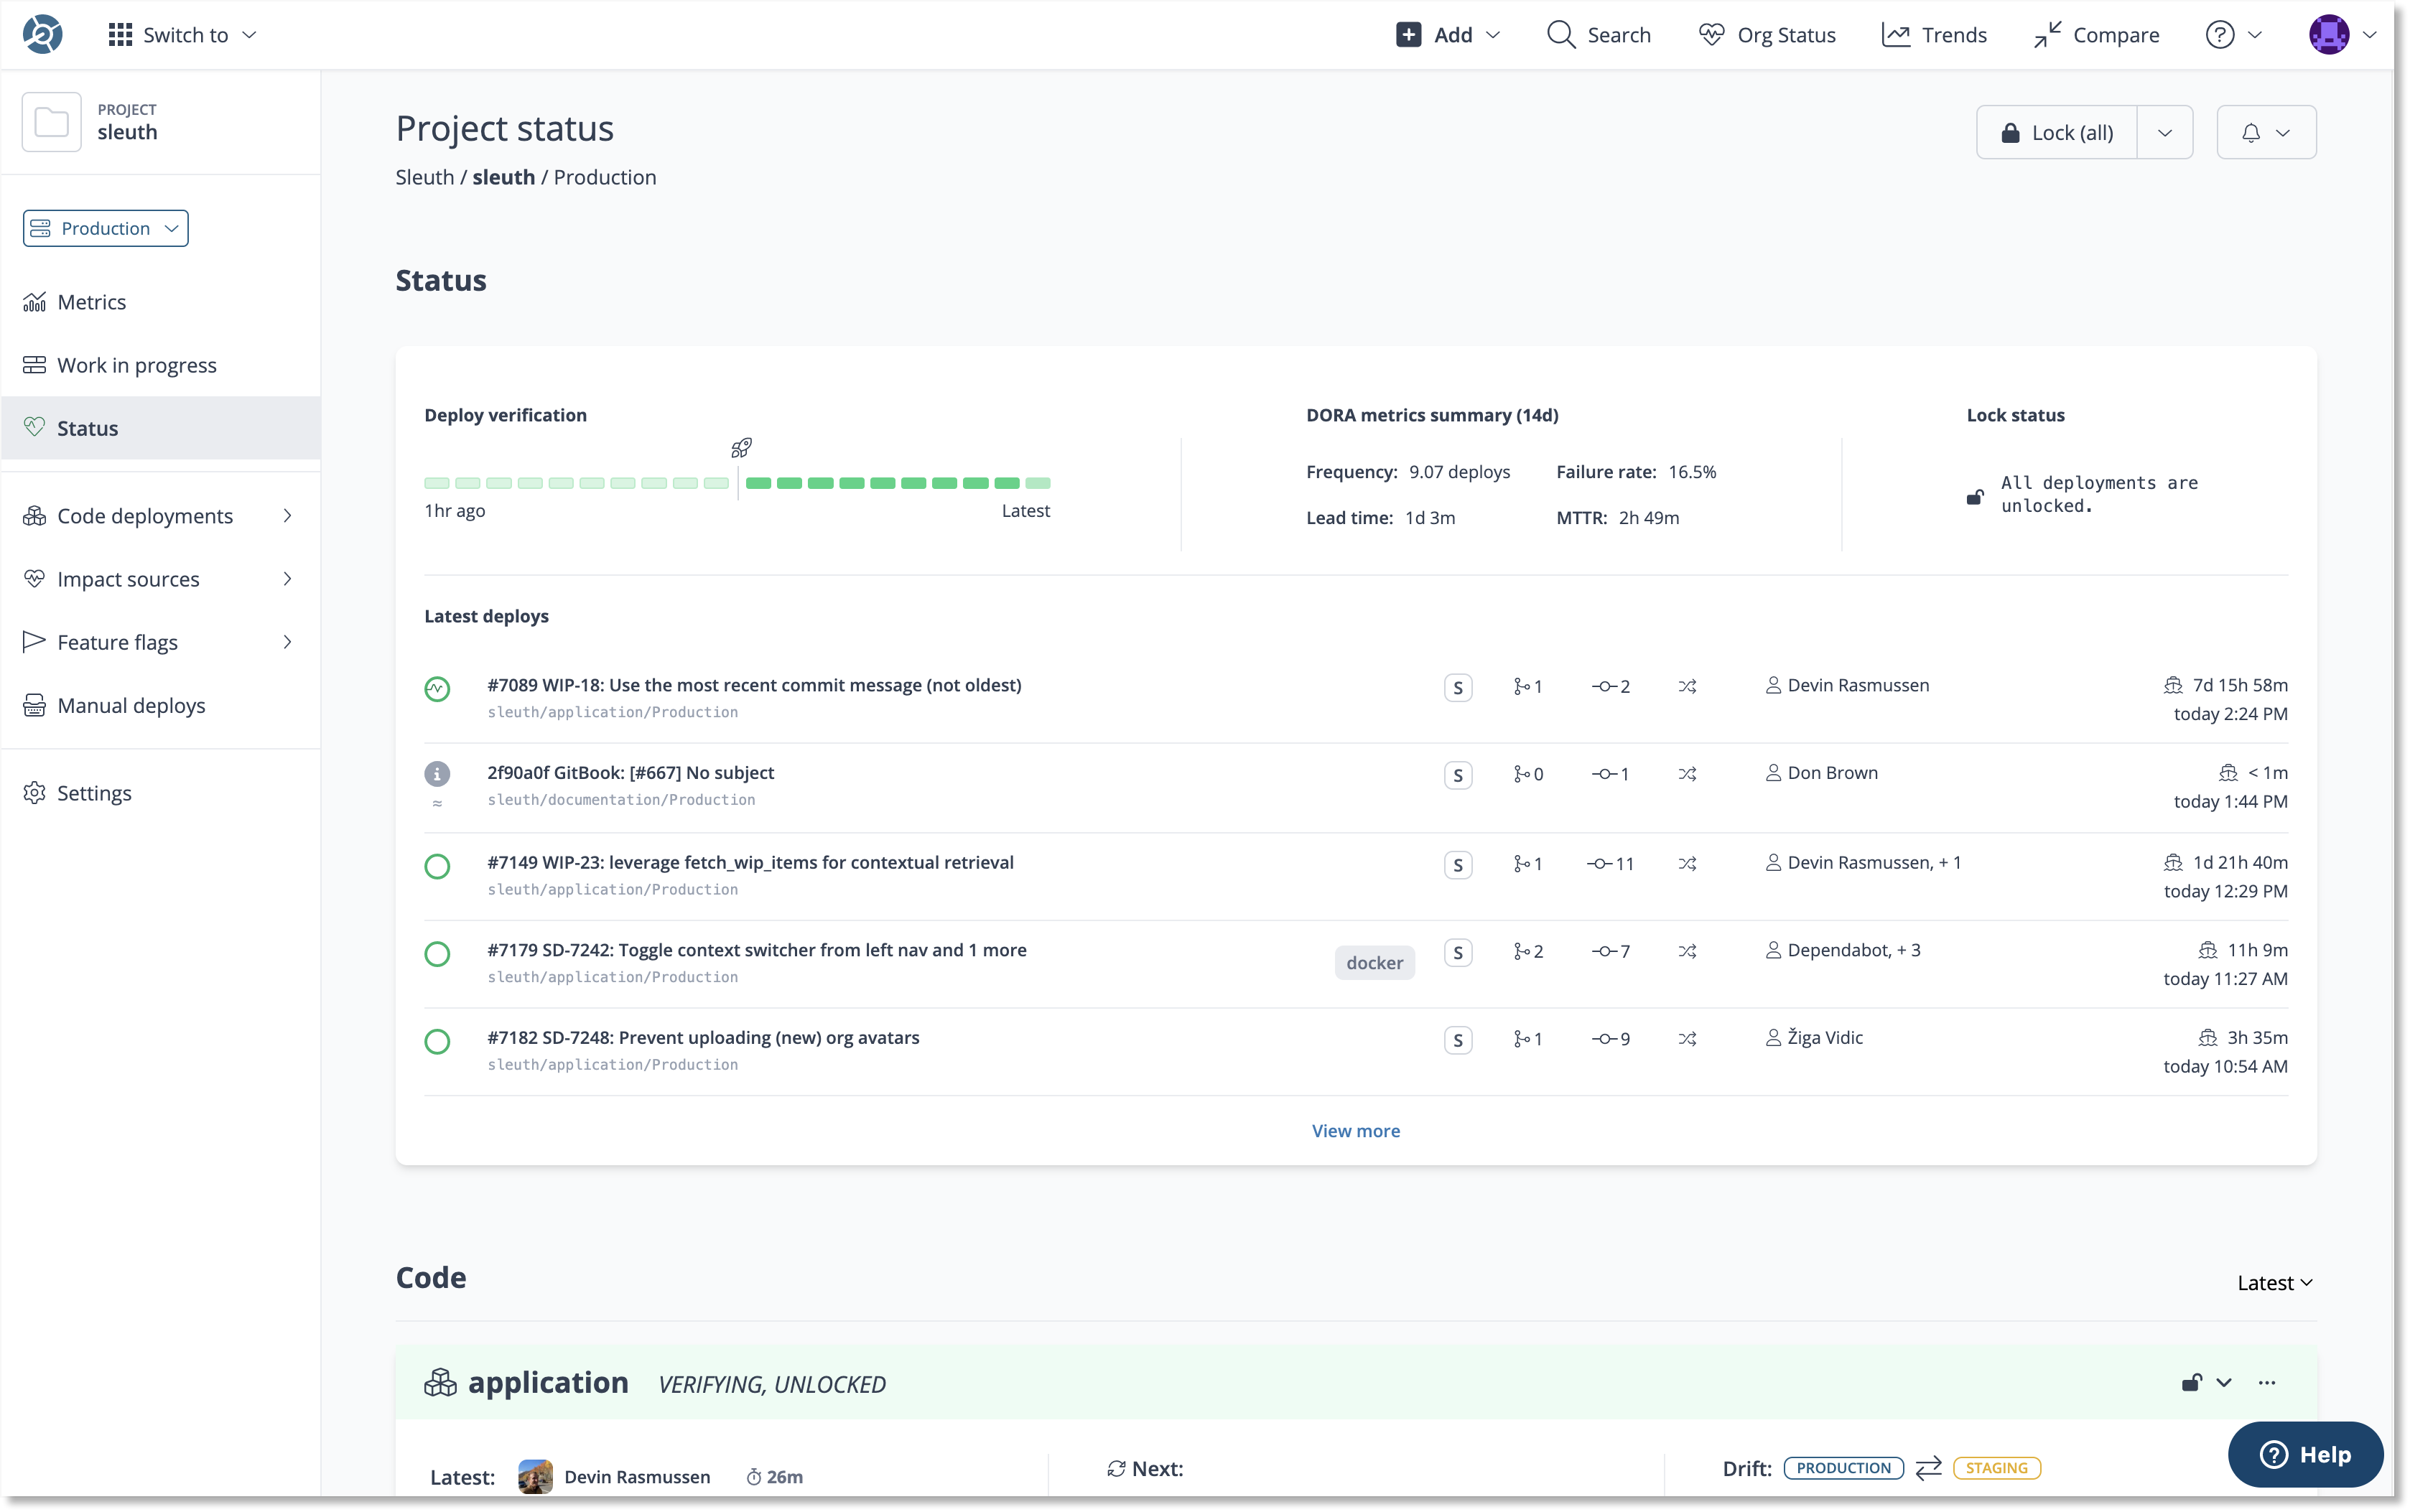 Switch to
Add
Search
Org Status
Trends
Compare
PROJECT
sleuth
Production
Metrics
Work in progress
Status
Code deployments
Impact sources
Feature flags
Manual deploys
Settings
Project status
Sleuth / sleuth / Production
Lock (all)
Status
Deploy verification
1hr ago
Latest
DORA metrics summary (14d)
Frequency: 9.07 deploys
Failure rate: 16.5%
Lead time: 1d 3m
MTTR: 2h 49m
Lock status
All deployments are
unlocked.
Latest deploys
#7089 WIP-18: Use the most recent commit message (not oldest)
sleuth/application/Production
S
1
2
Devin Rasmussen
7d 15h 58m
today 2:24 PM
2f90a0f GitBook: [#667] No subject
≈
sleuth/documentation/Production
S
0
1
Don Brown
< 1m
today 1:44 PM
#7149 WIP-23: leverage fetch_wip_items for contextual retrieval
sleuth/application/Production
S
1
11
Devin Rasmussen, + 1
1d 21h 40m
today 12:29 PM
#7179 SD-7242: Toggle context switcher from left nav and 1 more
sleuth/application/Production
docker
S
2
7
Dependabot, + 3
11h 9m
today 11:27 AM
#7182 SD-7248: Prevent uploading (new) org avatars
sleuth/application/Production
S
1
9
Žiga Vidic
3h 35m
today 10:54 AM
View more
Code
Latest
application VERIFYING, UNLOCKED
Latest: Devin Rasmussen 26m
Next:
Drift: PRODUCTION STAGING
Help